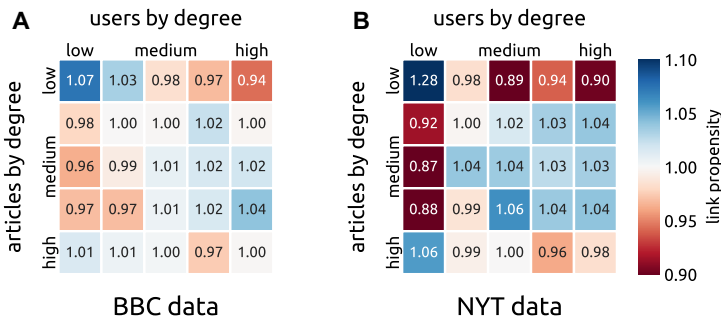 A
users by degree
low medium high
articles by degree
low
medium
high
1.07 1.03 0.98 0.97 0.94
0.98 1.00 1.00 1.02 1.00
0.96 0.99 1.01 1.02 1.02
0.97 0.97 1.01 1.02 1.04
1.01 1.01 1.00 0.97 1.00
BBC data
B
users by degree
low medium high
articles by degree
low
medium
high
1.28 0.98 0.89 0.94 0.90
0.92 1.00 1.02 1.03 1.04
0.87 1.04 1.04 1.03 1.03
0.88 0.99 1.06 1.04 1.04
1.06 0.99 1.00 0.96 0.98
NYT data
1.10
1.05
1.00
0.95
0.90
link propensity